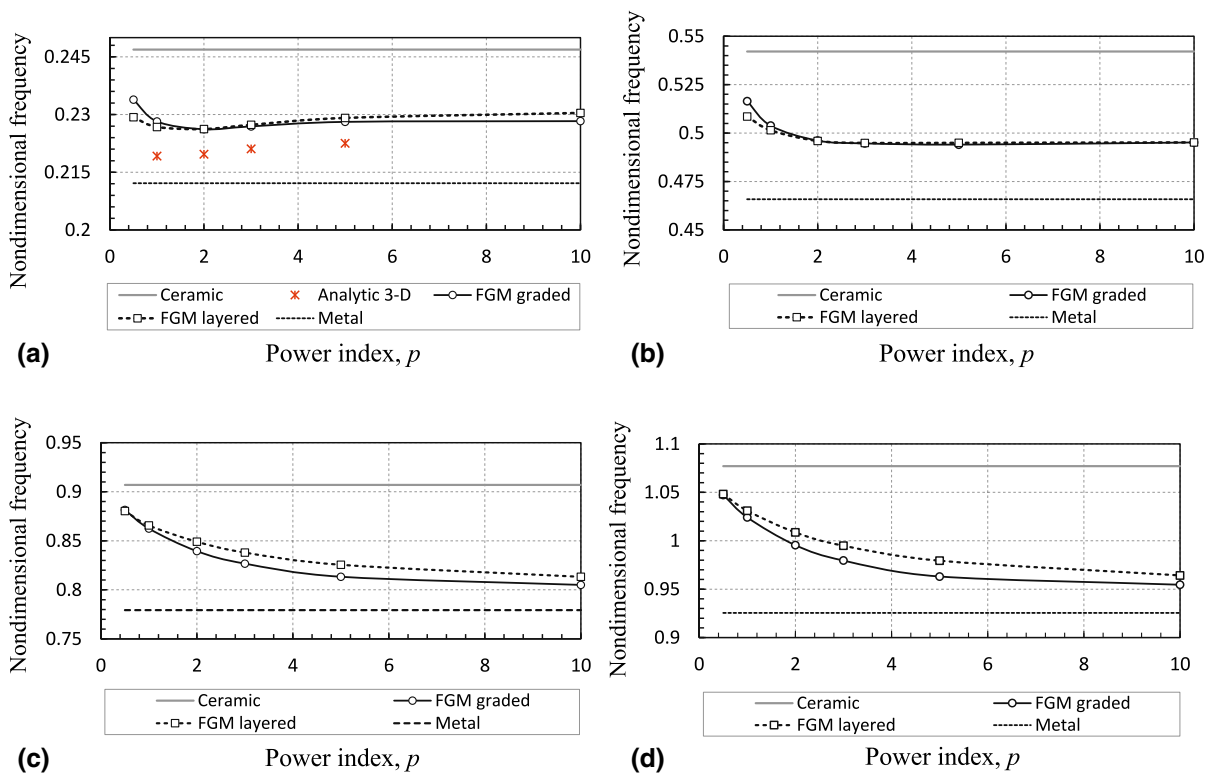 Nondimensional frequency
0.245
0.23
0.215
0.2
0 2 4 6 8 10
Ceramic Analytic 3-D FGM graded
FGM layered Metal
(a) Power index, p
Nondimensional frequency
0.55
0.525
0.5
0.475
0.45
0 2 4 6 8 10
Ceramic FGM graded
FGM layered Metal
(b) Power index, p
Nondimensional frequency
0.95
0.9
0.85
0.8
0.75
0 2 4 6 8 10
Ceramic FGM graded
FGM layered Metal
(c) Power index, p
Nondimensional frequency
1.1
1.05
1
0.95
0.9
0 2 4 6 8 10
Ceramic FGM graded
FGM layered Metal
(d) Power index, p